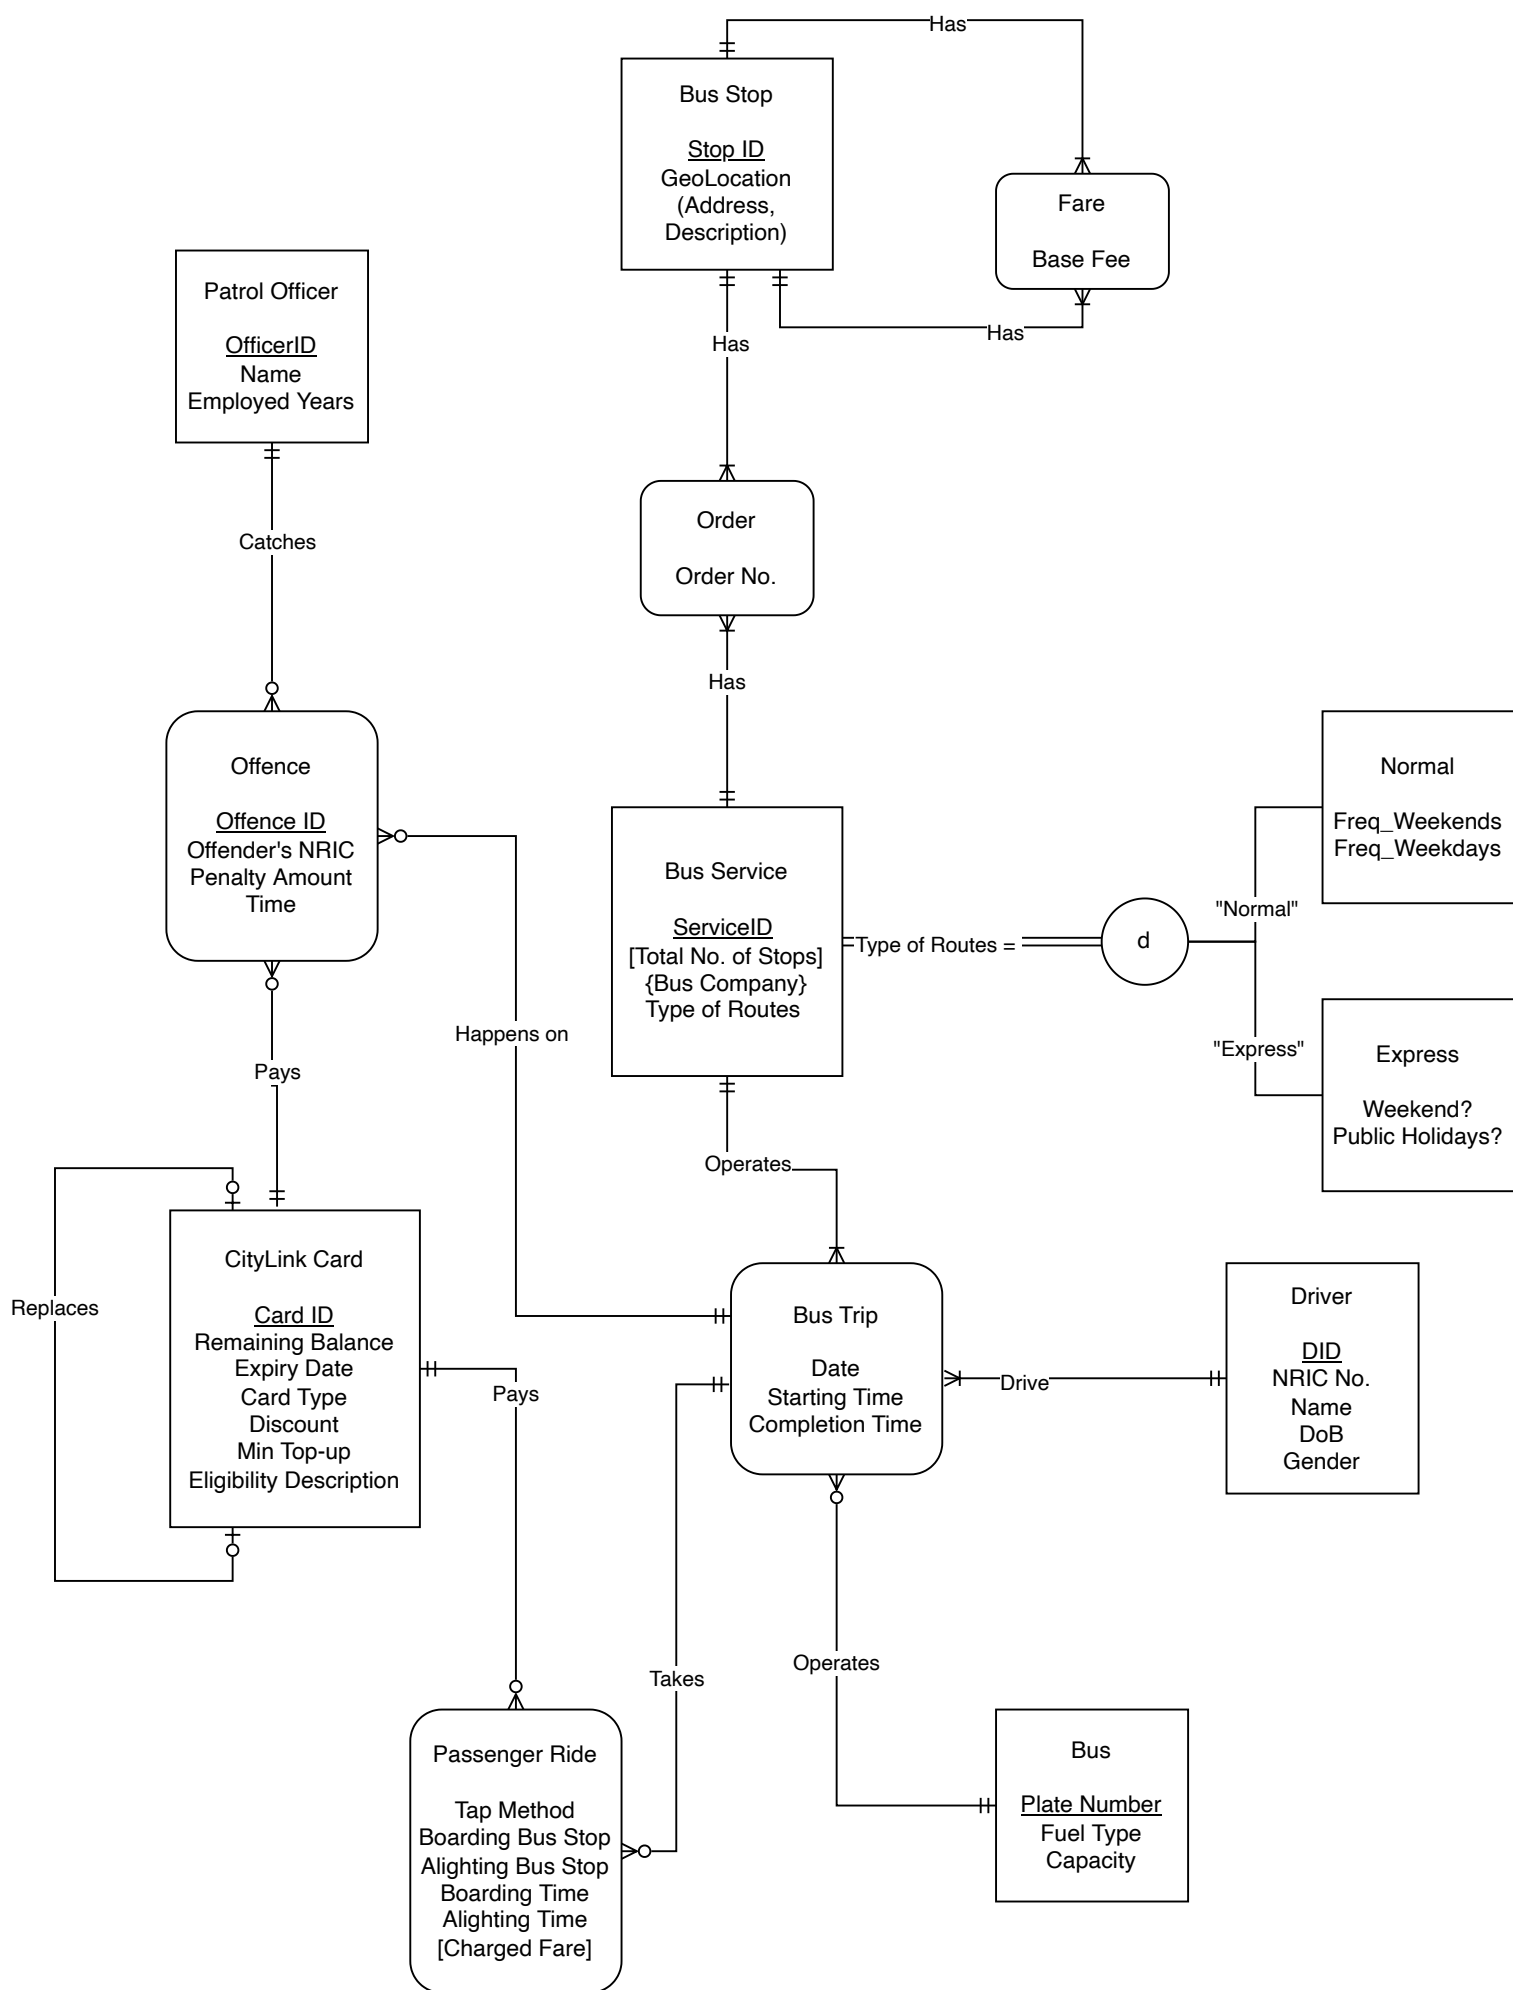 Has
Bus Stop
Stop ID
GeoLocation
(Address,
Description)
Fare
Base Fee
Has
Has
Patrol Officer
OfficerID
Name
Employed Years
Catches
Order
Order No.
Has
Offence
Offence ID
Offender's NRIC
Penalty Amount
Time
Bus Service
ServiceID
[Total No. of Stops]
{Bus Company}
Type of Routes
Type of Routes =
d
"Normal"
"Express"
Normal
Freq_Weekends
Freq_Weekdays
Express
Weekend?
Public Holidays?
Happens on
Pays
Operates
Replaces
CityLink Card
Card ID
Remaining Balance
Expiry Date
Card Type
Discount
Min Top-up
Eligibility Description
Pays
Bus Trip
Date
Starting Time
Completion Time
Drive
Driver
DID
NRIC No.
Name
DoB
Gender
Takes
Operates
Passenger Ride
Tap Method
Boarding Bus Stop
Alighting Bus Stop
Boarding Time
Alighting Time
[Charged Fare]
Bus
Plate Number
Fuel Type
Capacity